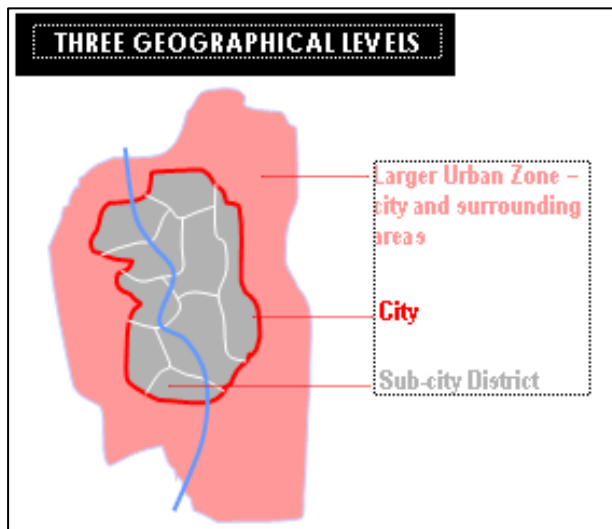 THREE GEOGRAPHICAL LEVELS
Larger Urban Zone –
city and surrounding
areas
City
Sub-city District